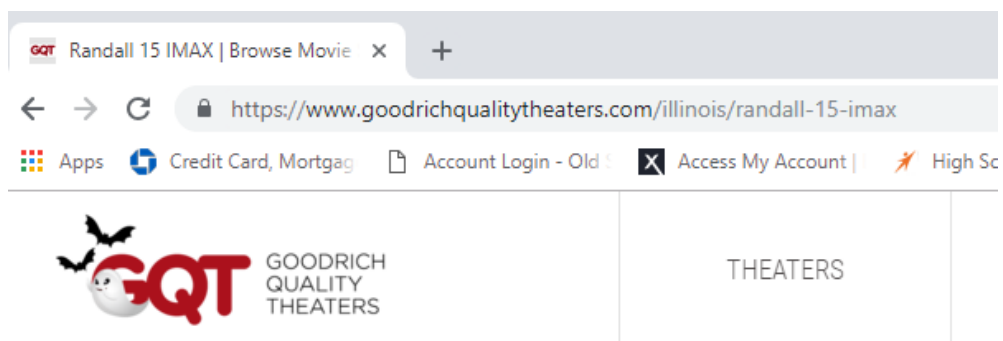 GQT Randall 15 IMAX | Browse Movie
https://www.goodrichqualitytheaters.com/illinois/randall-15-imax
Apps Credit Card, Mortgag Account Login - Old S X Access My Account | High Sc
GQT GOODRICH
QUALITY
THEATERS
THEATERS